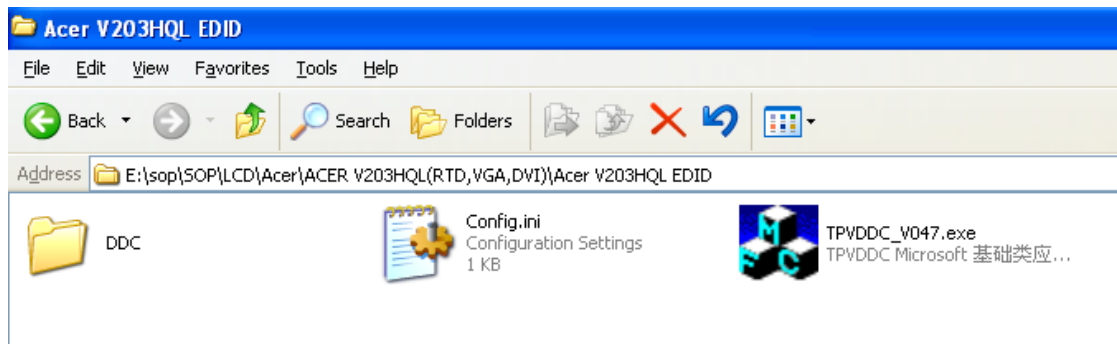 Acer V203HQL EDID
File Edit View Favorites Tools Help
Back Search Folders
Address E:\sop\SOP\LCD\Acer\ACER V203HQL(RTD,VGA,DVI)\Acer V203HQL EDID
DDC
Config.ini
Configuration Settings
1 KB
TPVDDC_V047.exe
TPVDDC Microsoft 基础类应...
MFC